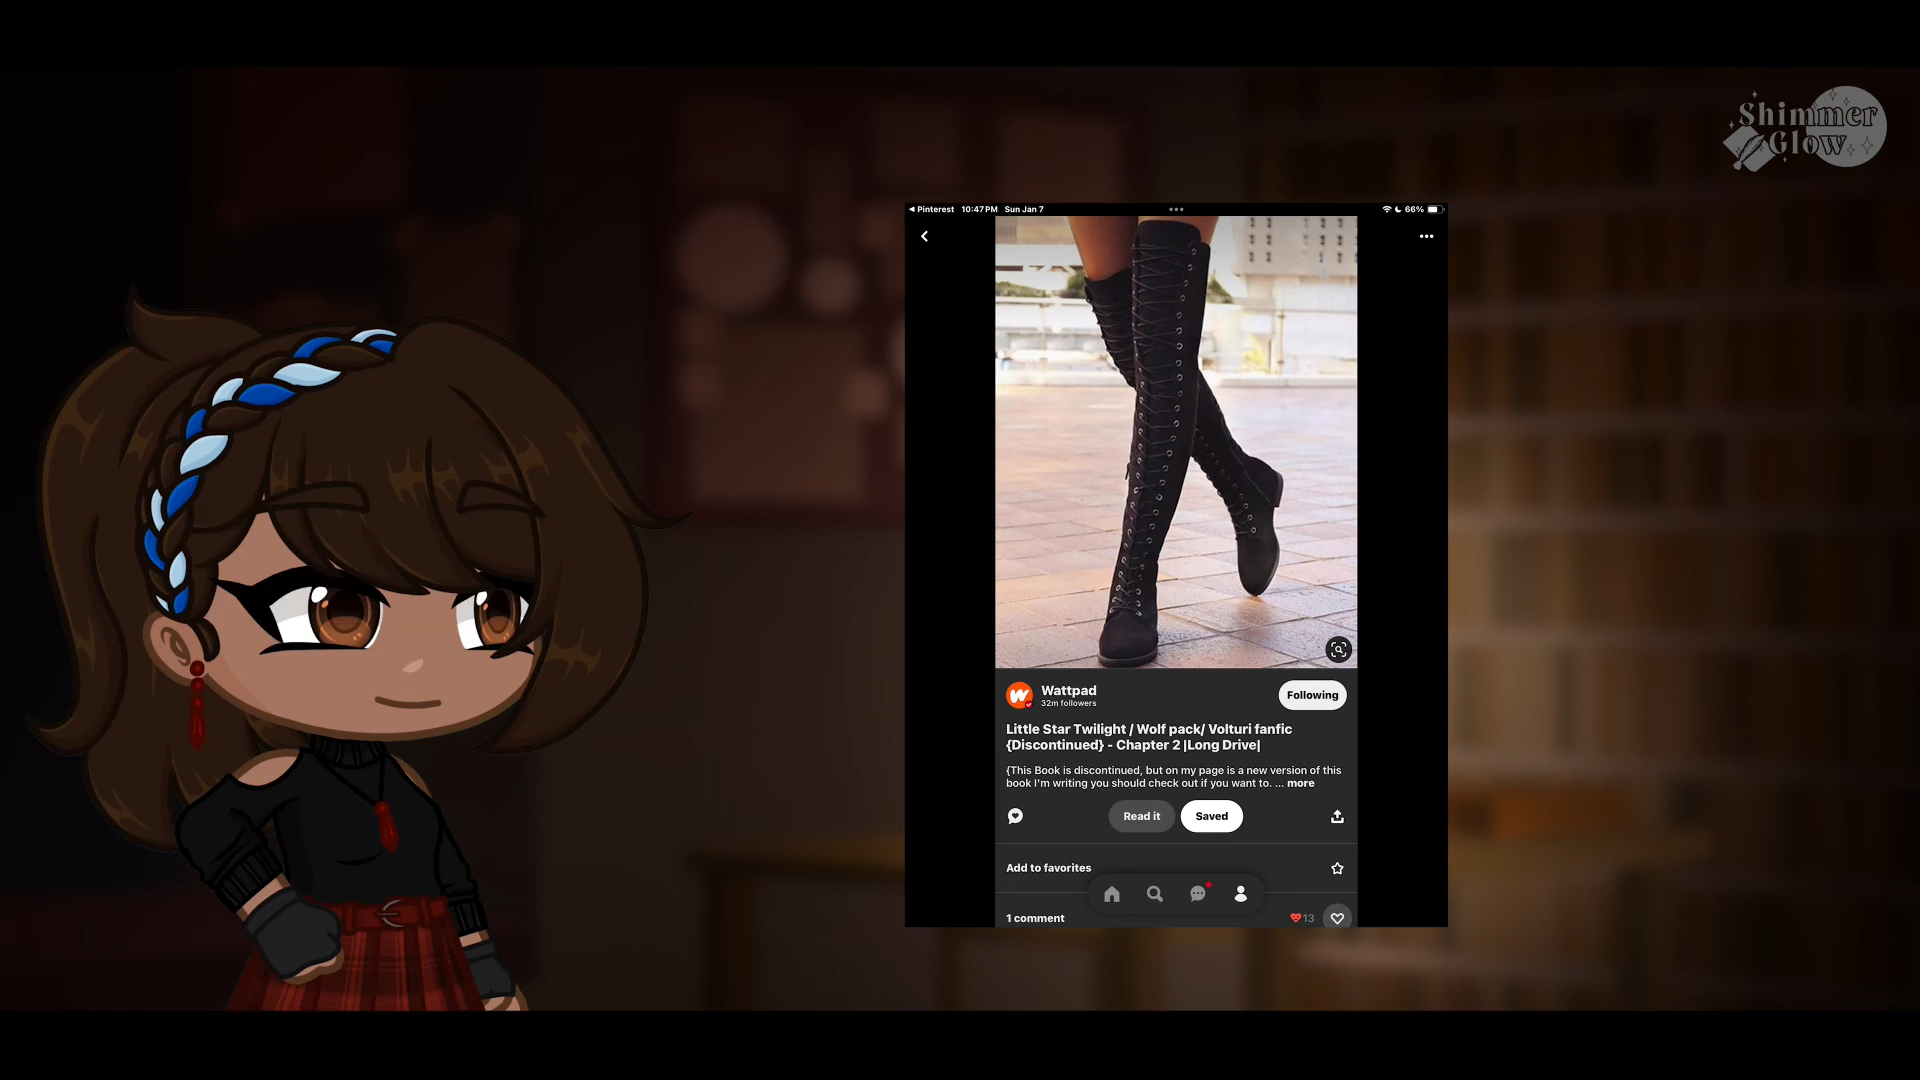 Shimmer
Glow
Pinterest 10:47 PM Sun Jan 7
66%
Wattpad
32m followers
Following
Little Star Twilight / Wolf pack/ Volturi fanfic
{Discontinued} - Chapter 2 |Long Drive|
{This Book is discontinued, but on my page is a new version of this
book I'm writing you should check out if you want to. ... more
Read it
Saved
Add to favorites
1 comment
13